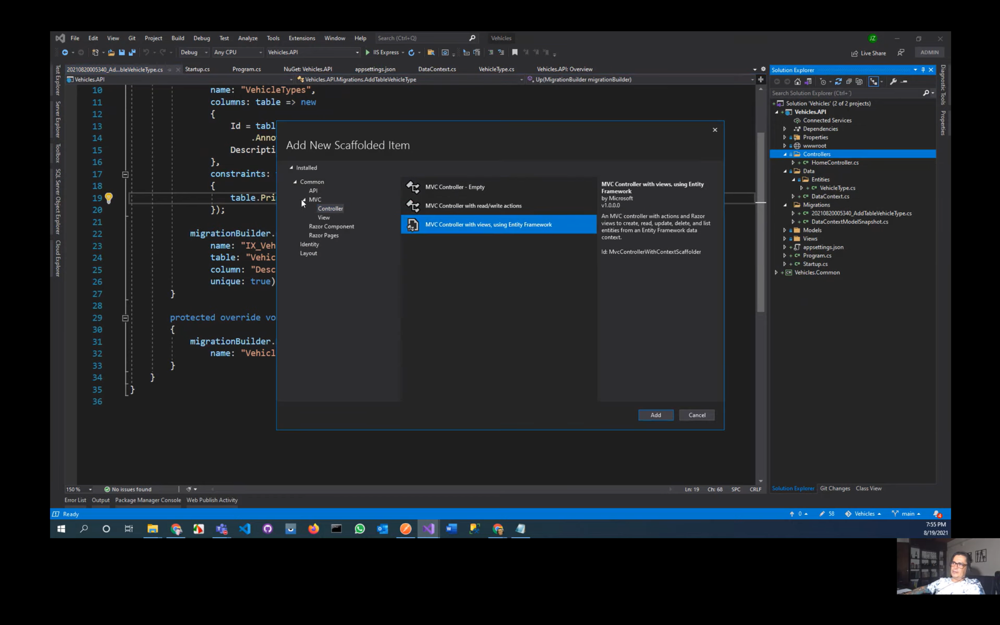 File Edit View Git Project Build Debug Test Analyze Tools Extensions Window Help Search (Ctrl+Q) Vehicles JZ
Debug Any CPU Vehicles.API IIS Express Live Share ADMIN
20210820005340_Ad...bleVehicleType.cs Startup.cs Program.cs NuGet: Vehicles.API appsettings.json DataContext.cs VehicleType.cs Vehicles.API: Overview
Vehicles.API Vehicles.API.Migrations.AddTableVehicleType Up(MigrationBuilder migrationBuilder)
Test Explorer
Server Explorer
Toolbox
SQL Server Object Explorer
Cloud Explorer
10 name: "VehicleTypes",
11 columns: table => new
12 {
13 Id = tabl
14 .Anno
15 Descripti
16 },
17 constraints:
18 {
19 table.Pri
20 });
21
22 migrationBuilder.
23 name: "IX_Veh
24 table: "Vehic
25 column: "Desc
26 unique: true)
27 }
28
29 protected override vo
30 {
31 migrationBuilder.
32 name: "Vehicl
33 }
34 }
35 }
36
Add New Scaffolded Item
Installed
Common
API
MVC
Controller
View
Razor Component
Razor Pages
Identity
Layout
MVC Controller - Empty
MVC Controller with read/write actions
MVC Controller with views, using Entity Framework
MVC Controller with views, using Entity
Framework
by Microsoft
v1.0.0.0
An MVC controller with actions and Razor
views to create, read, update, delete, and list
entities from an Entity Framework data
context.
Id: MvcControllerWithContextScaffolder
Add Cancel
Solution Explorer
Search Solution Explorer (Ctrl+´)
Solution 'Vehicles' (2 of 2 projects)
Vehicles.API
Connected Services
Dependencies
Properties
wwwroot
Controllers
HomeController.cs
Data
Entities
VehicleType.cs
DataContext.cs
Migrations
20210820005340_AddTableVehicleType.cs
DataContextModelSnapshot.cs
Models
Views
appsettings.json
Program.cs
Startup.cs
Vehicles.Common
Diagnostic Tools
Properties
150 % No issues found Ln: 19 Ch: 68 SPC CRLF
Solution Explorer Git Changes Class View
Error List Output Package Manager Console Web Publish Activity
Ready 0 58 Vehicles main 4
7:55 PM
8/19/2021